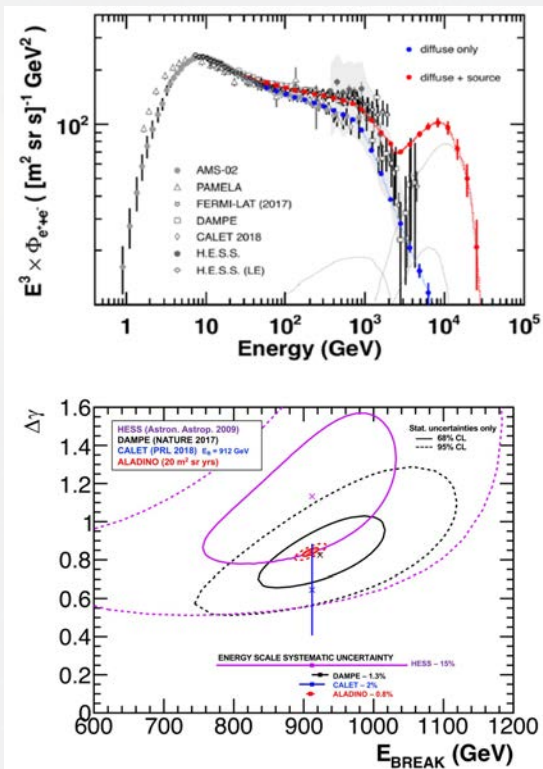 E³ × Φe⁺+e⁻ ( [m² sr s]⁻¹ GeV² )
10²
diffuse only
diffuse + source
AMS-02
PAMELA
FERMI-LAT (2017)
DAMPE
CALET 2018
H.E.S.S.
H.E.S.S. (LE)
1 10 10² 10³ 10⁴ 10⁵
Energy (GeV)
Δγ
1.6
1.4
1.2
1
0.8
0.6
0.4
0.2
0
HESS (Astron. Astrop. 2009)
DAMPE (NATURE 2017)
CALET (PRL 2018) E_B = 912 GeV
ALADINO (20 m² sr yrs)
Stat. uncertainties only
68% CL
95% CL
ENERGY SCALE SYSTEMATIC UNCERTAINTY
HESS – 15%
DAMPE – 1.3%
CALET – 2%
ALADINO – 0.8%
600 700 800 900 1000 1100 1200
E_BREAK (GeV)